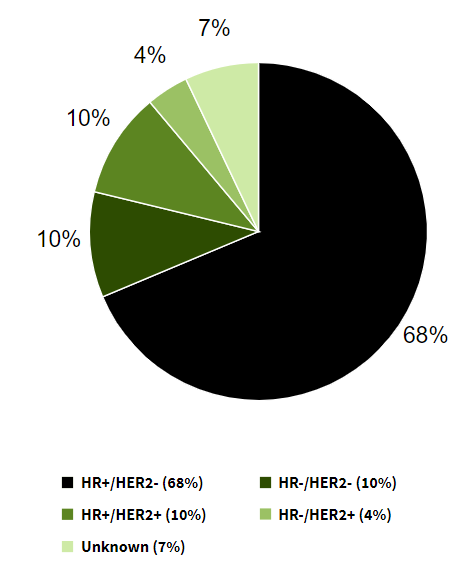 7%
4%
10%
10%
68%
HR+/HER2- (68%)
HR-/HER2- (10%)
HR+/HER2+ (10%)
HR-/HER2+ (4%)
Unknown (7%)